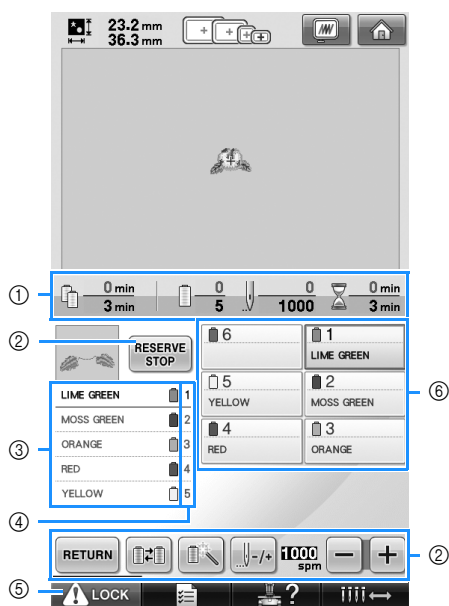 23.2 mm
36.3 mm
① 0 min 0 0 0 min
3 min 5 1000 3 min
② RESERVE STOP
6
1 LIME GREEN
5 YELLOW
2 MOSS GREEN
4 RED
3 ORANGE
⑥
③
LIME GREEN 1
MOSS GREEN 2
ORANGE 3
RED 4
YELLOW 5
④
RETURN -/+ 1000 spm − + ②
⑤ LOCK ?